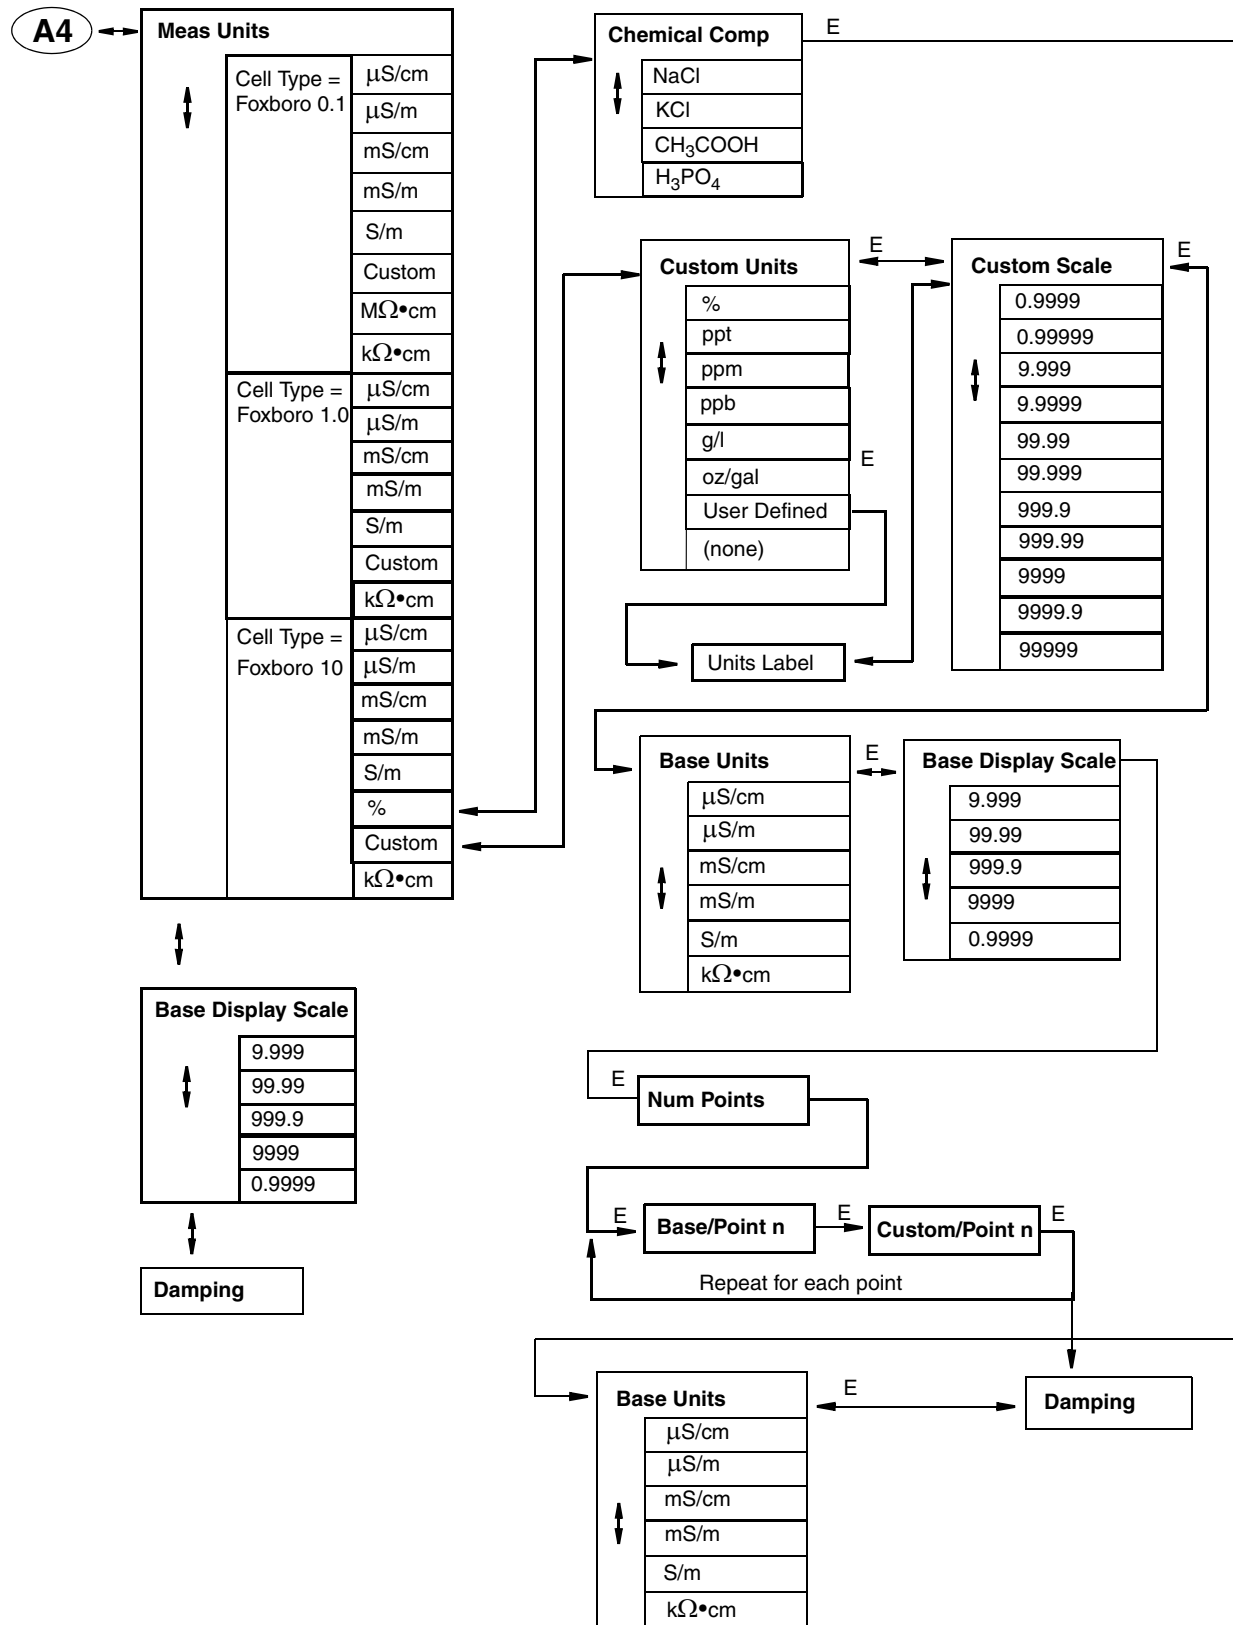 A4
Meas Units
Cell Type =
Foxboro 0.1
μS/cm
μS/m
mS/cm
mS/m
S/m
Custom
MΩ•cm
kΩ•cm
Cell Type =
Foxboro 1.0
μS/cm
μS/m
mS/cm
mS/m
S/m
Custom
kΩ•cm
Cell Type =
Foxboro 10
μS/cm
μS/m
mS/cm
mS/m
S/m
%
Custom
kΩ•cm
Base Display Scale
9.999
99.99
999.9
9999
0.9999
Damping
Chemical Comp
E
NaCl
KCl
CH3COOH
H3PO4
Custom Units
E
%
ppt
ppm
ppb
g/l
E
oz/gal
User Defined
(none)
Units Label
Custom Scale
E
0.9999
0.99999
9.999
9.9999
99.99
99.999
999.9
999.99
9999
9999.9
99999
Base Units
E
μS/cm
μS/m
mS/cm
mS/m
S/m
kΩ•cm
Base Display Scale
9.999
99.99
999.9
9999
0.9999
E
Num Points
E
Base/Point n
E
Custom/Point n
E
Repeat for each point
Base Units
E
Damping
μS/cm
μS/m
mS/cm
mS/m
S/m
kΩ•cm